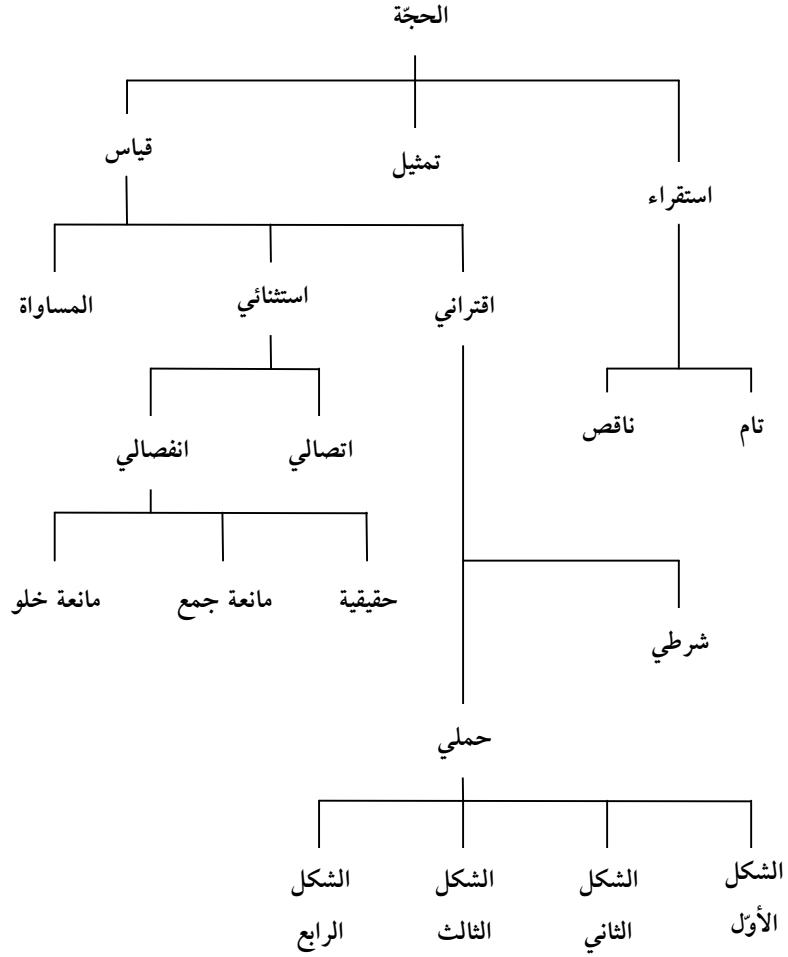 الحجّة
استقراء
تمثيل
قياس
اقتراني
استثنائي
المساواة
تام
ناقص
اتصالي
انفصالي
حقيقية
مانعة جمع
مانعة خلو
شرطي
حملي
الشكل
الأوّل
الشكل
الثاني
الشكل
الثالث
الشكل
الرابع